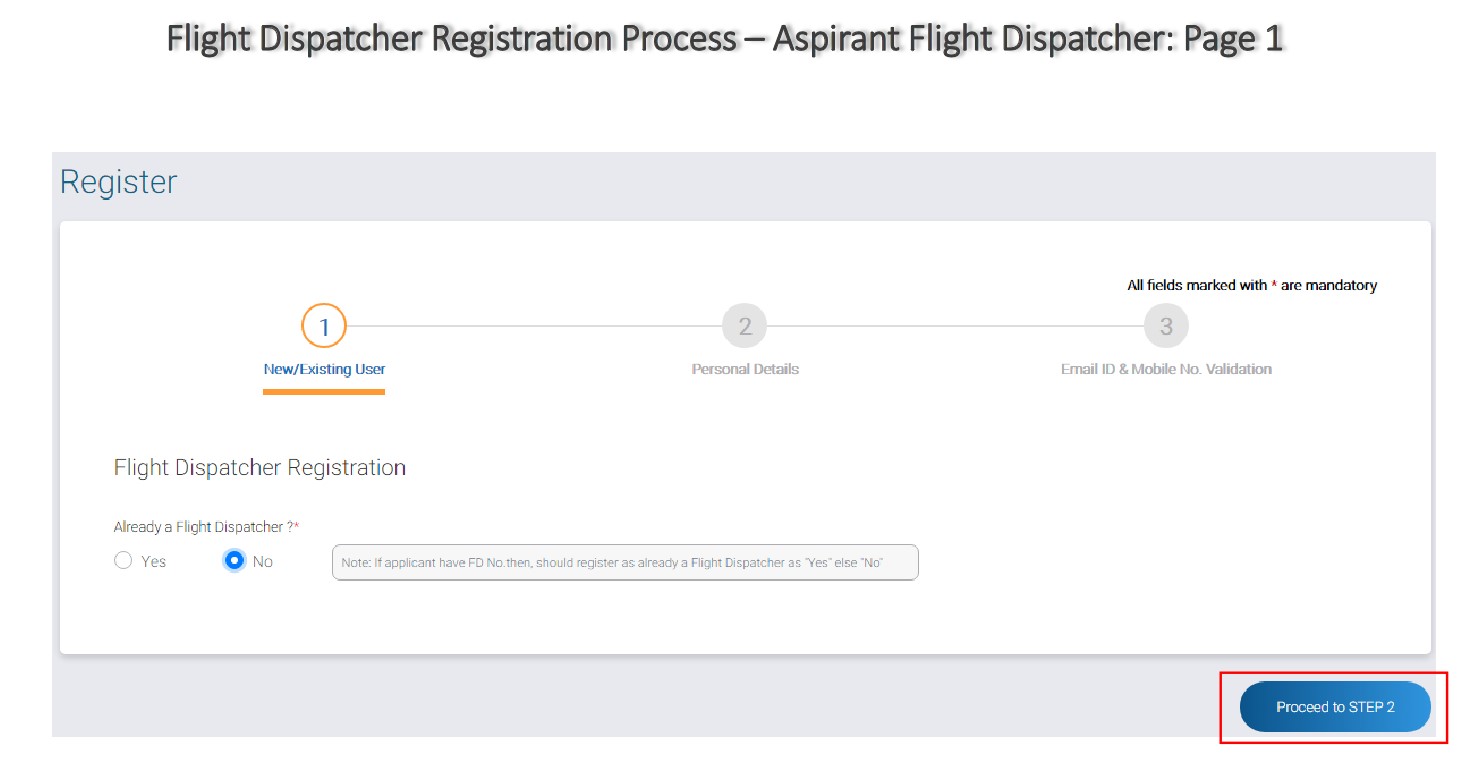 Flight Dispatcher Registration Process – Aspirant Flight Dispatcher: Page 1
Register
All fields marked with * are mandatory
1
2
3
New/Existing User
Personal Details
Email ID & Mobile No. Validation
Flight Dispatcher Registration
Already a Flight Dispatcher ?*
Yes
No
Note: If applicant have FD No.then, should register as already a Flight Dispatcher as "Yes" else "No"
Proceed to STEP 2